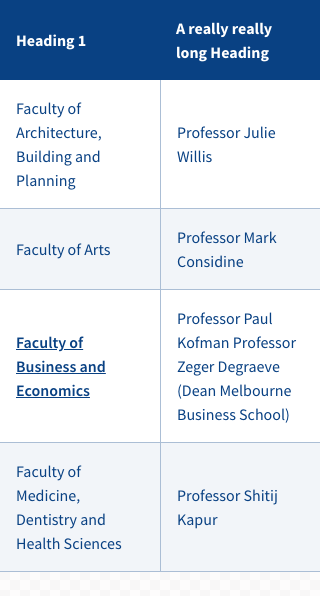 Heading 1
A really really
long Heading
Faculty of
Architecture,
Building and
Planning
Professor Julie
Willis
Faculty of Arts
Professor Mark
Considine
Faculty of
Business and
Economics
Professor Paul
Kofman Professor
Zeger Degraeve
(Dean Melbourne
Business School)
Faculty of
Medicine,
Dentistry and
Health Sciences
Professor Shitij
Kapur